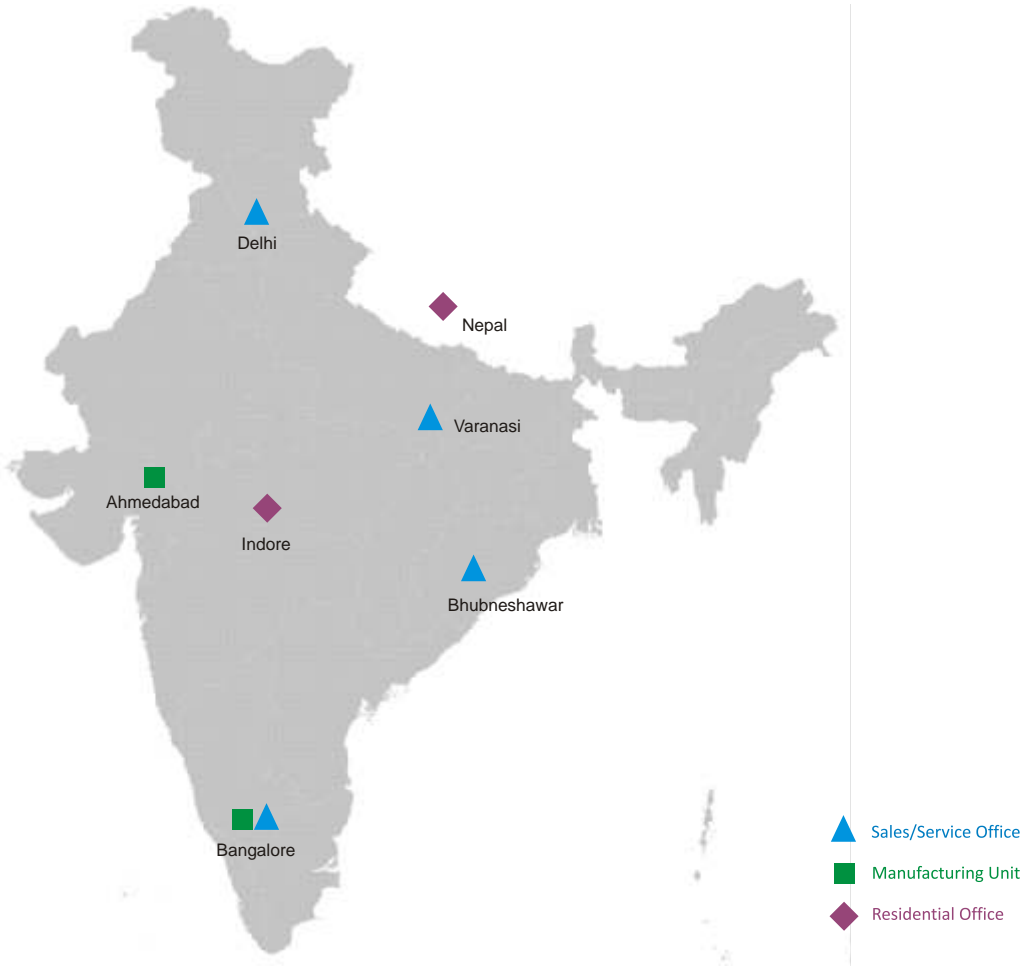 Delhi
Nepal
Varanasi
Ahmedabad
Indore
Bhubneshawar
Bangalore
Sales/Service Office
Manufacturing Unit
Residential Office